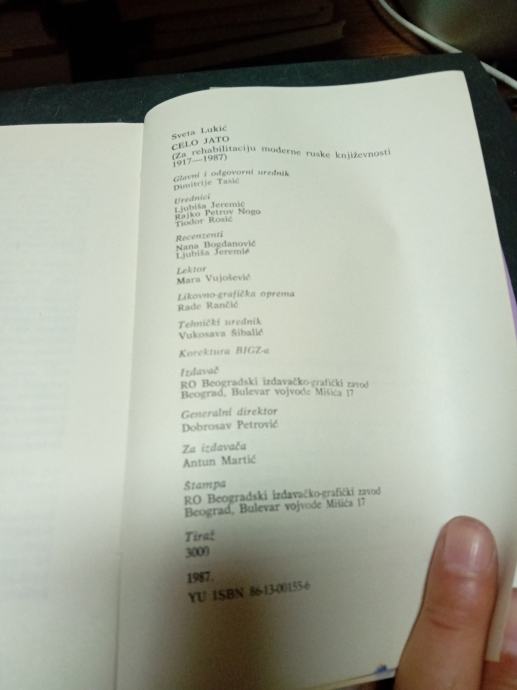 Sveta Lukić
CELO JATO
(Za rehabilitaciju moderne ruske književnosti
1917—1987)
Glavni i odgovorni urednik
Dimitrije Tasić
Urednici
Ljubiša Jeremić
Rajko Petrov Nogo
Tiodor Rosić
Recenzenti
Nana Bogdanović
Ljubiša Jeremić
Lektor
Mara Vujošević
Likovno-grafička oprema
Rade Rančić
Tehnički urednik
Vukosava Šibalić
Korektura BIGZ-a
Izdavač
RO Beogradski izdavačko-grafički zavod
Beograd, Bulevar vojvode Mišića 17
Generalni direktor
Dobrosav Petrović
Za izdavača
Antun Martić
Štampa
RO Beogradski izdavačko-grafički zavod
Beograd, Bulevar vojvode Mišića 17
Tiraž
3000
1987.
YU ISBN 86-13-00155-6